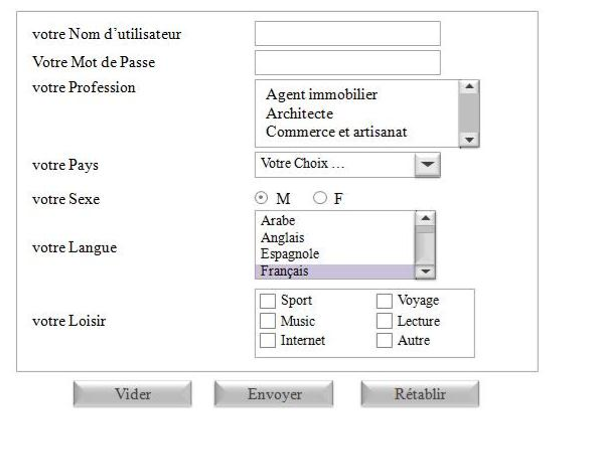 votre Nom d’utilisateur
Votre Mot de Passe
votre Profession
Agent immobilier
Architecte
Commerce et artisanat
votre Pays
Votre Choix ...
votre Sexe
M F
votre Langue
Arabe
Anglais
Espagnole
Français
votre Loisir
Sport Voyage
Music Lecture
Internet Autre
Vider Envoyer Rétablir